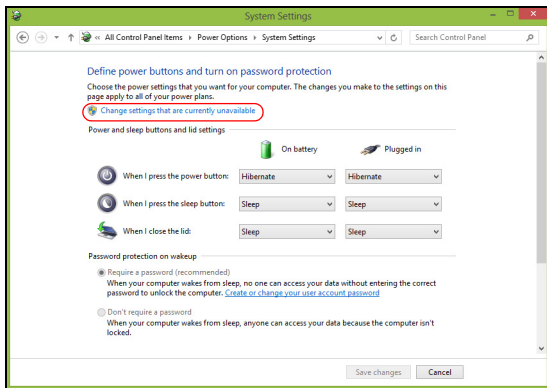 System Settings
« All Control Panel Items Power Options System Settings
Search Control Panel
Define power buttons and turn on password protection
Choose the power settings that you want for your computer. The changes you make to the settings on this
page apply to all of your power plans.
Change settings that are currently unavailable
Power and sleep buttons and lid settings
On battery Plugged in
When I press the power button: Hibernate Hibernate
When I press the sleep button: Sleep Sleep
When I close the lid: Sleep Sleep
Password protection on wakeup
Require a password (recommended)
When your computer wakes from sleep, no one can access your data without entering the correct
password to unlock the computer. Create or change your user account password
Don't require a password
When your computer wakes from sleep, anyone can access your data because the computer isn't
locked.
Save changes Cancel